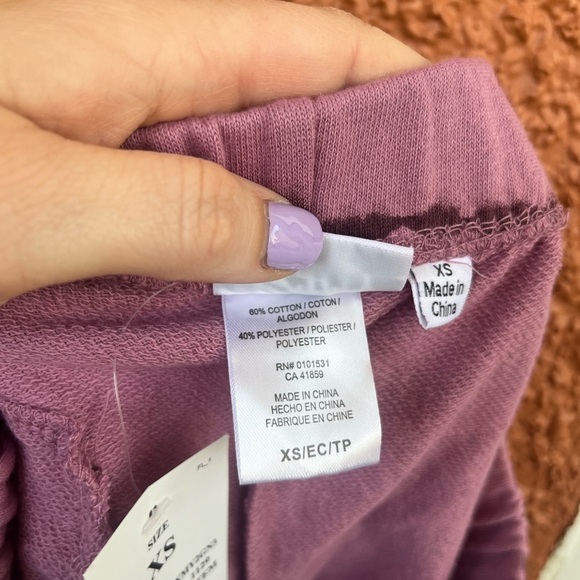 60% COTTON / COTON /
ALGODON
40% POLYESTER / POLIESTER /
POLYESTER
RN# 0101531
CA 41859
MADE IN CHINA
HECHO EN CHINA
FABRIQUE EN CHINE
XS/EC/TP
XS
Made in
China
SIZE
XS